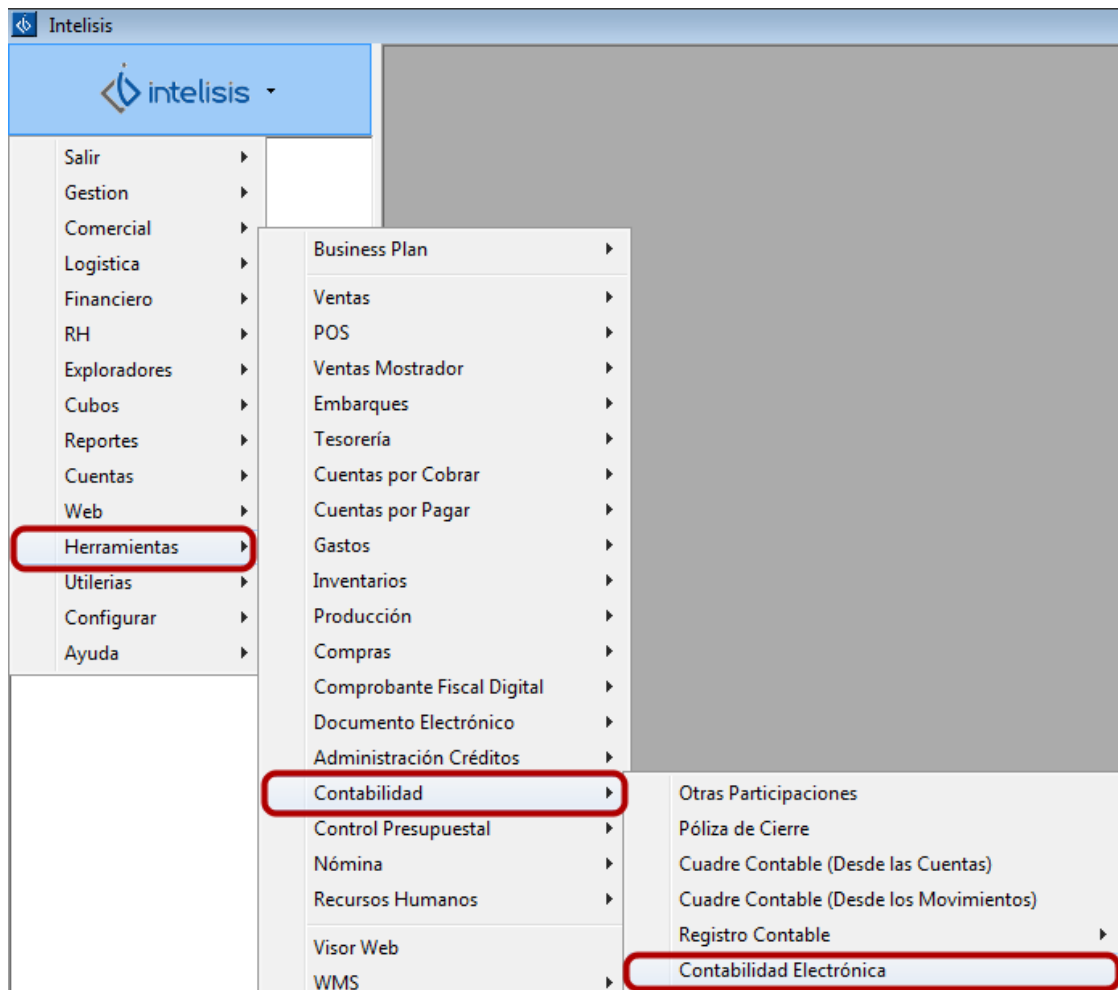 Intelisis
intelisis
Salir
Gestion
Comercial
Logistica
Financiero
RH
Exploradores
Cubos
Reportes
Cuentas
Web
Herramientas
Utilerias
Configurar
Ayuda
Business Plan
Ventas
POS
Ventas Mostrador
Embarques
Tesorería
Cuentas por Cobrar
Cuentas por Pagar
Gastos
Inventarios
Producción
Compras
Comprobante Fiscal Digital
Documento Electrónico
Administración Créditos
Contabilidad
Control Presupuestal
Nómina
Recursos Humanos
Visor Web
WMS
Otras Participaciones
Póliza de Cierre
Cuadre Contable (Desde las Cuentas)
Cuadre Contable (Desde los Movimientos)
Registro Contable
Contabilidad Electrónica